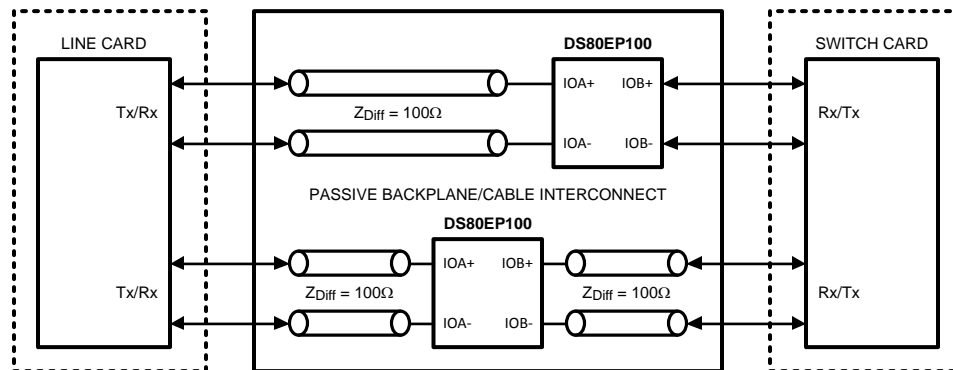 LINE CARD
DS80EP100
SWITCH CARD
IOA+ IOB+
Tx/Rx
ZDiff = 100Ω
Rx/Tx
IOA- IOB-
PASSIVE BACKPLANE/CABLE INTERCONNECT
DS80EP100
IOA+ IOB+
Tx/Rx
ZDiff = 100Ω
ZDiff = 100Ω
Rx/Tx
IOA- IOB-